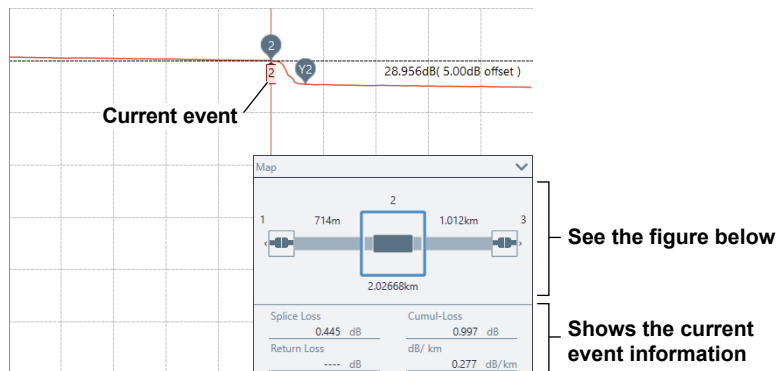 2
2
Y2
28.956dB( 5.00dB offset )
Current event
Map
2
1
714m
1.012km
3
See the figure below
2.02668km
Splice Loss
Cumul-Loss
0.445 dB
0.997 dB
Shows the current
event information
Return Loss
dB/ km
---- dB
0.277 dB/km